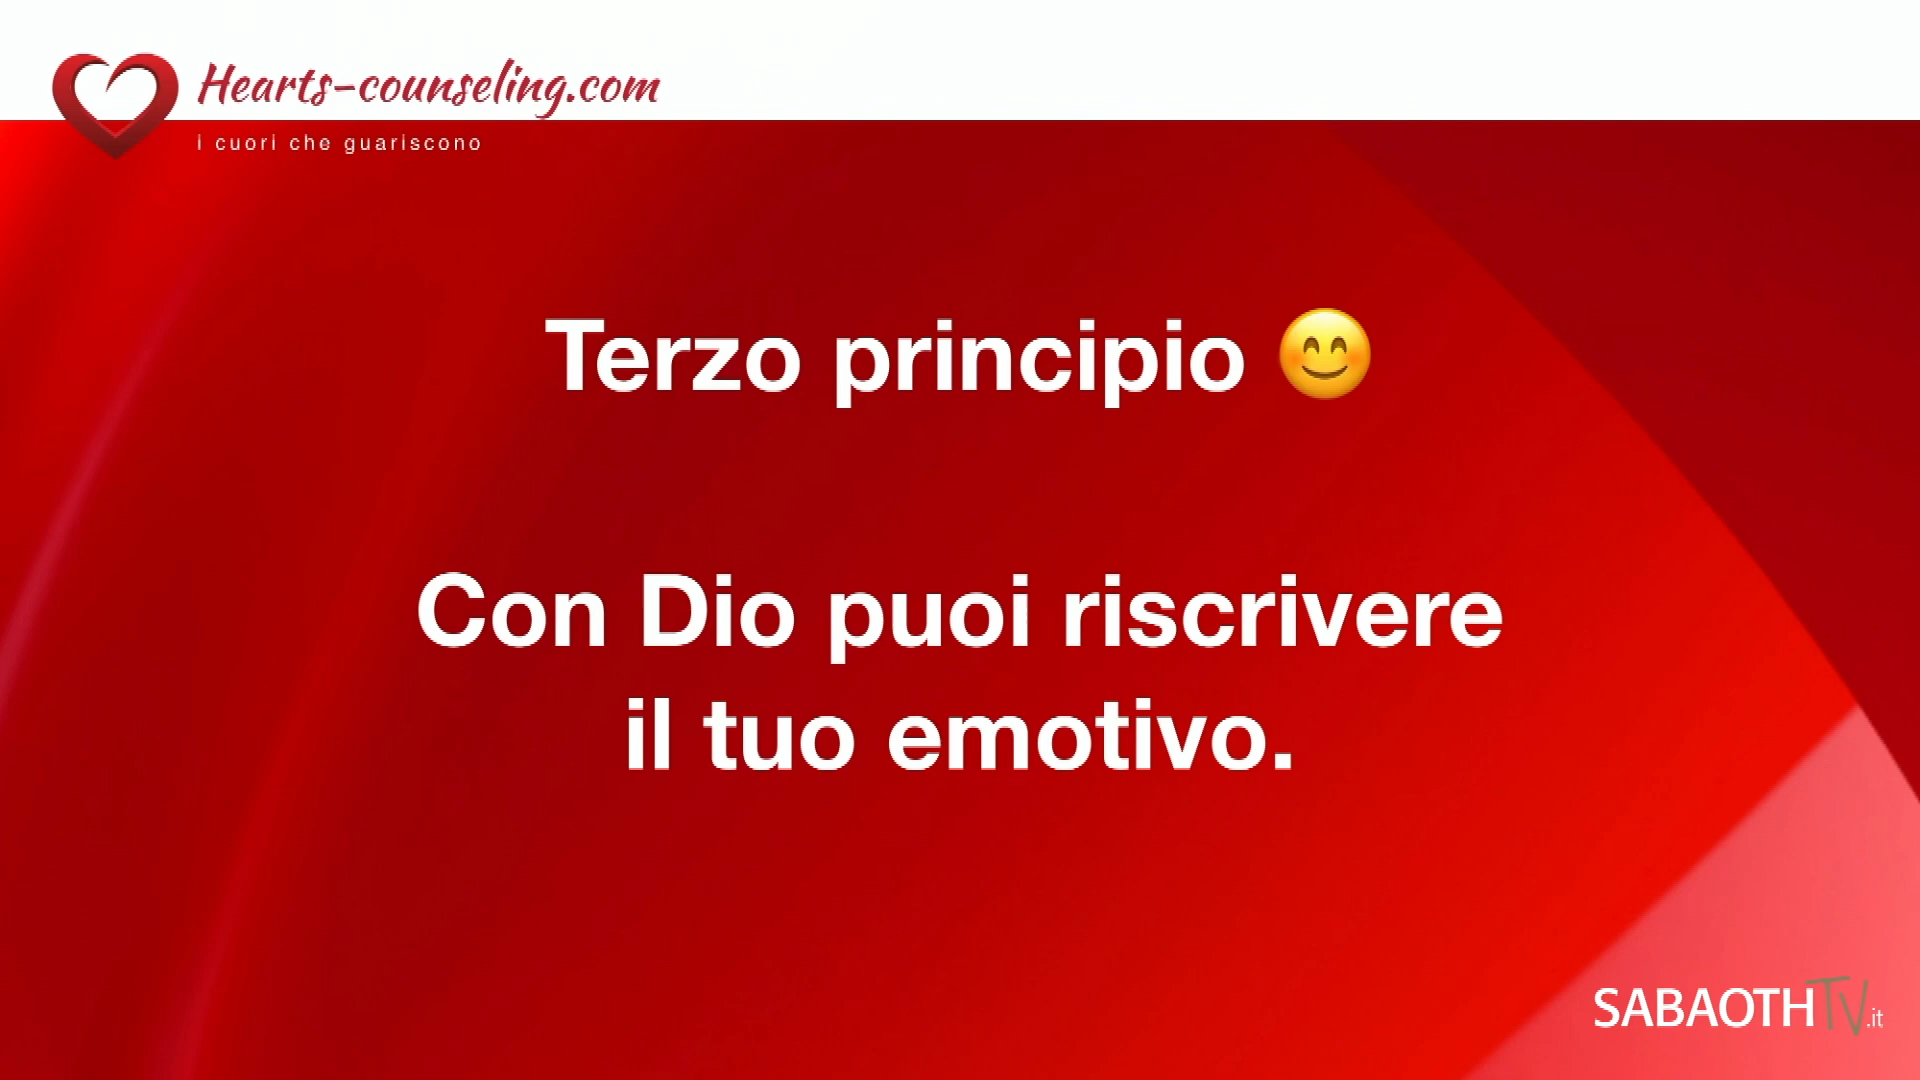 Hearts-counseling.com
i cuori che guariscono
Terzo principio 😊
Con Dio puoi riscrivere
il tuo emotivo.
SABAOTHTV.it